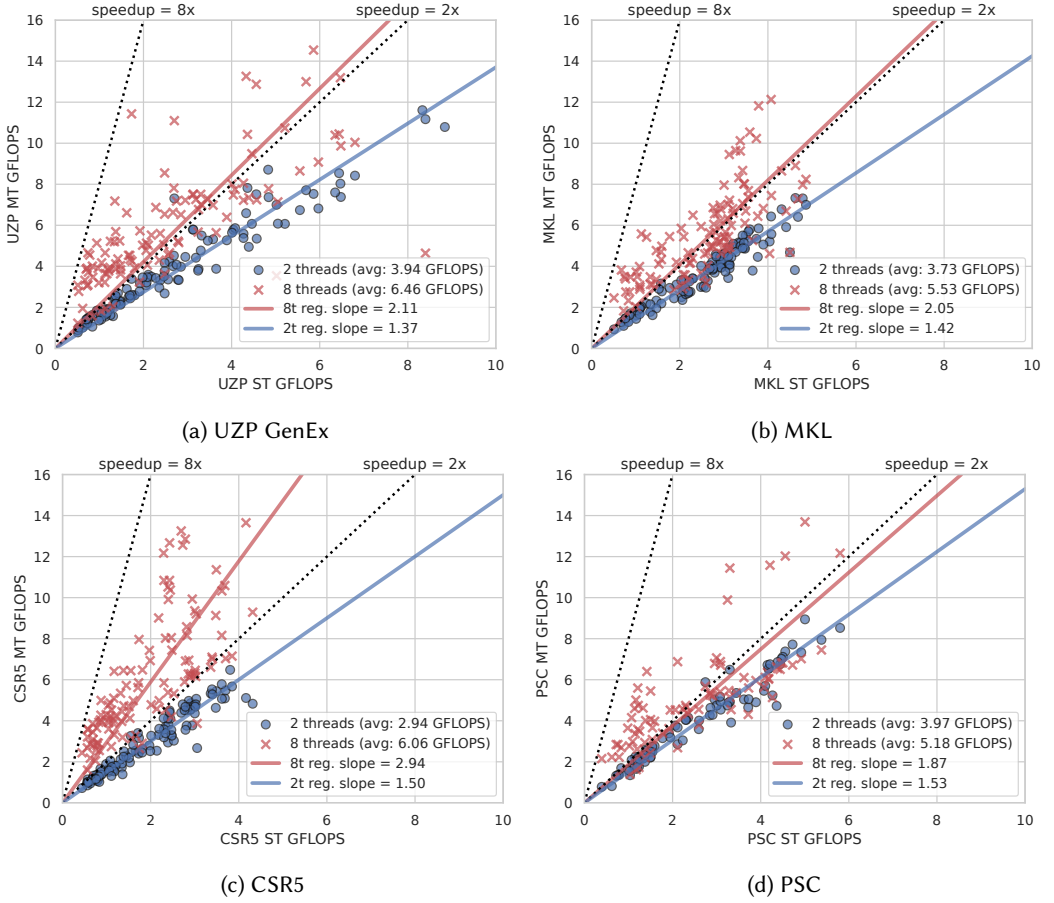 speedup = 8x speedup = 2x
16
14
12
10
8
6
4
2
0
UZP MT GFLOPS
2 threads (avg: 3.94 GFLOPS)
8 threads (avg: 6.46 GFLOPS)
8t reg. slope = 2.11
2t reg. slope = 1.37
0 2 4 6 8 10
UZP ST GFLOPS
(a) UZP GenEx
speedup = 8x speedup = 2x
16
14
12
10
8
6
4
2
0
MKL MT GFLOPS
2 threads (avg: 3.73 GFLOPS)
8 threads (avg: 5.53 GFLOPS)
8t reg. slope = 2.05
2t reg. slope = 1.42
0 2 4 6 8 10
MKL ST GFLOPS
(b) MKL
speedup = 8x speedup = 2x
16
14
12
10
8
6
4
2
0
CSR5 MT GFLOPS
2 threads (avg: 2.94 GFLOPS)
8 threads (avg: 6.06 GFLOPS)
8t reg. slope = 2.94
2t reg. slope = 1.50
0 2 4 6 8 10
CSR5 ST GFLOPS
(c) CSR5
speedup = 8x speedup = 2x
16
14
12
10
8
6
4
2
0
PSC MT GFLOPS
2 threads (avg: 3.97 GFLOPS)
8 threads (avg: 5.18 GFLOPS)
8t reg. slope = 1.87
2t reg. slope = 1.53
0 2 4 6 8 10
PSC ST GFLOPS
(d) PSC